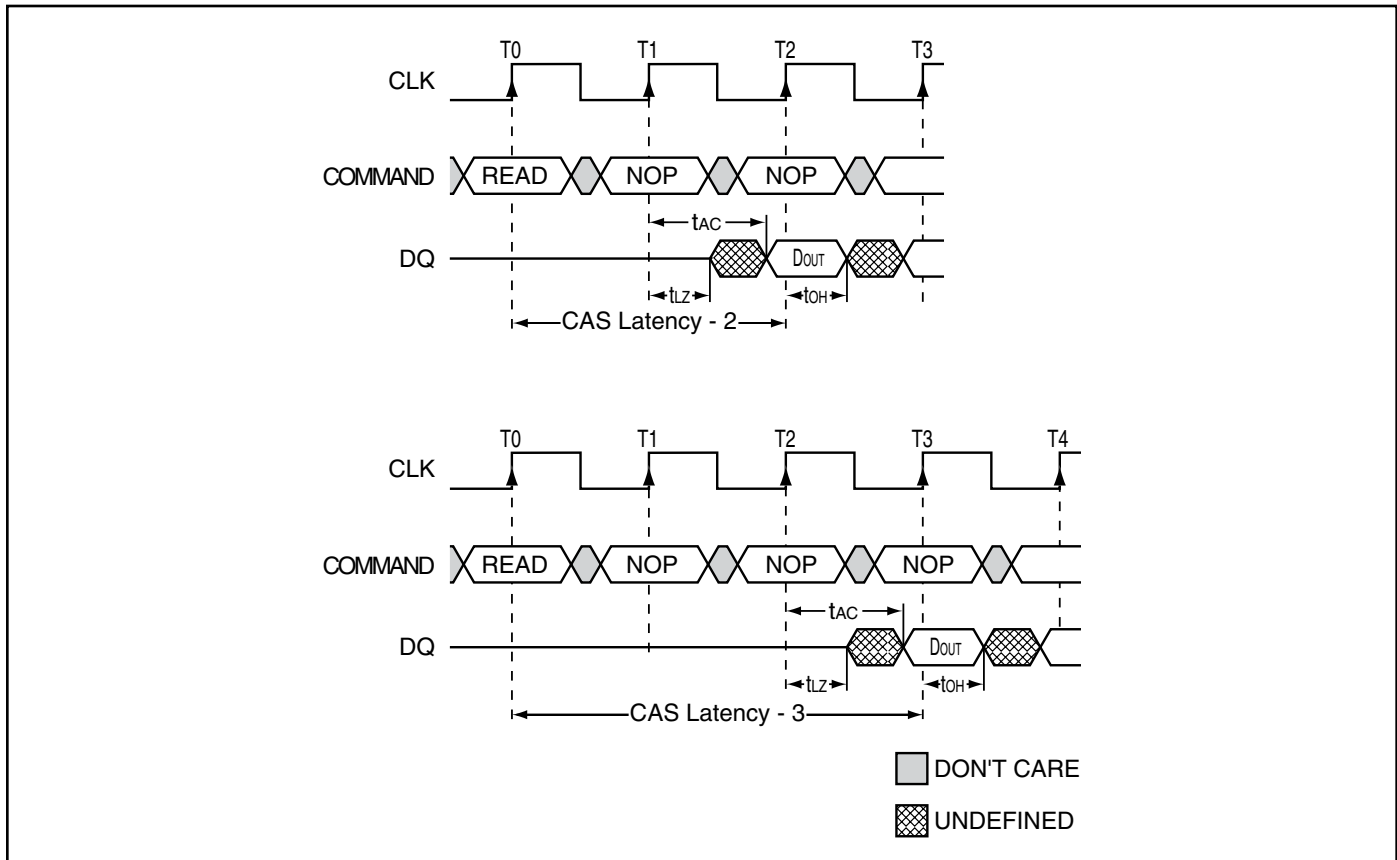 T0 T1 T2 T3
CLK
COMMAND READ NOP NOP
tAC
DQ DOUT
tLZ tOH
CAS Latency - 2
T0 T1 T2 T3 T4
CLK
COMMAND READ NOP NOP NOP
tAC
DQ DOUT
tLZ tOH
CAS Latency - 3
DON'T CARE
UNDEFINED